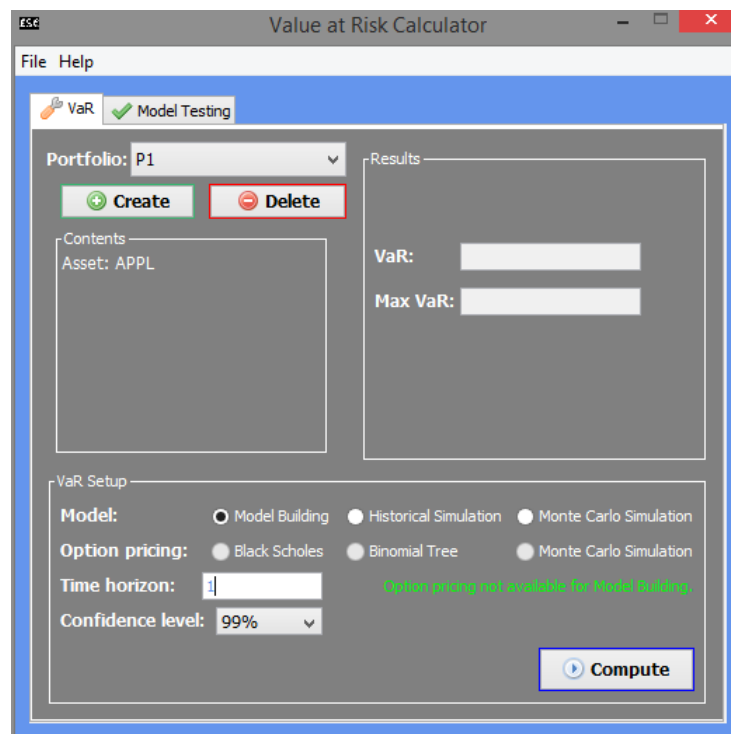 ESE Value at Risk Calculator
File Help
VaR Model Testing
Portfolio: P1
Create Delete
Contents
Asset: APPL
Results
VaR:
Max VaR:
VaR Setup
Model: Model Building Historical Simulation Monte Carlo Simulation
Option pricing: Black Scholes Binomial Tree Monte Carlo Simulation
Time horizon: 1 Option pricing not available for Model Building.
Confidence level: 99%
Compute